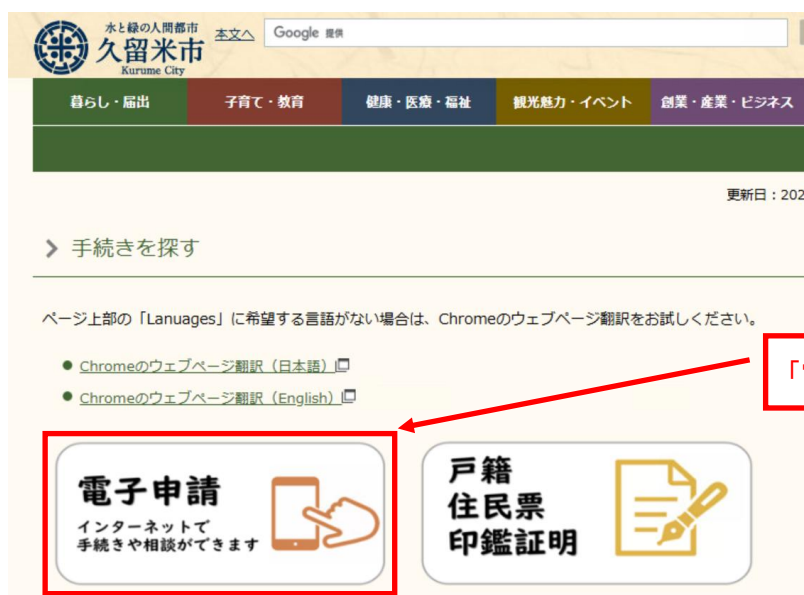 水と緑の人間都市
久留米市
Kurume City
本文へ
Google 提供
暮らし・届出
子育て・教育
健康・医療・福祉
観光魅力・イベント
創業・産業・ビジネス
更新日：202
手続きを探す
ページ上部の「Lanuages」に希望する言語がない場合は、Chromeのウェブページ翻訳をお試しください。
Chromeのウェブページ翻訳（日本語）
Chromeのウェブページ翻訳（English）
電子申請
インターネットで
手続きや相談ができます
戸籍
住民票
印鑑証明